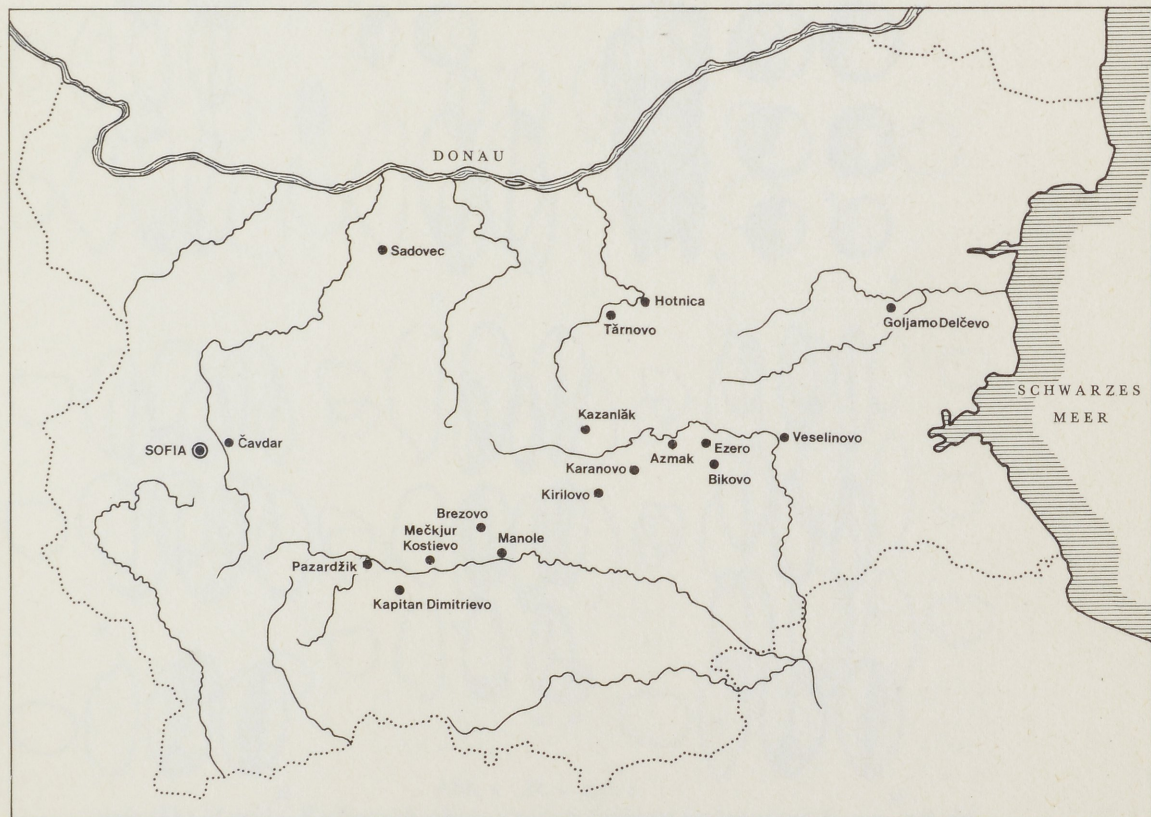 DONAU
Sadovec
Hotnica
Tărnovo
Goljamo Delčevo
SCHWARZES
MEER
Kazanlăk
SOFIA
Čavdar
Veselinovo
Ezero
Azmak
Karanovo
Bikovo
Kirilovo
Brezovo
Mečkjur
Kostievo
Manole
Pazardžik
Kapitan Dimitrievo